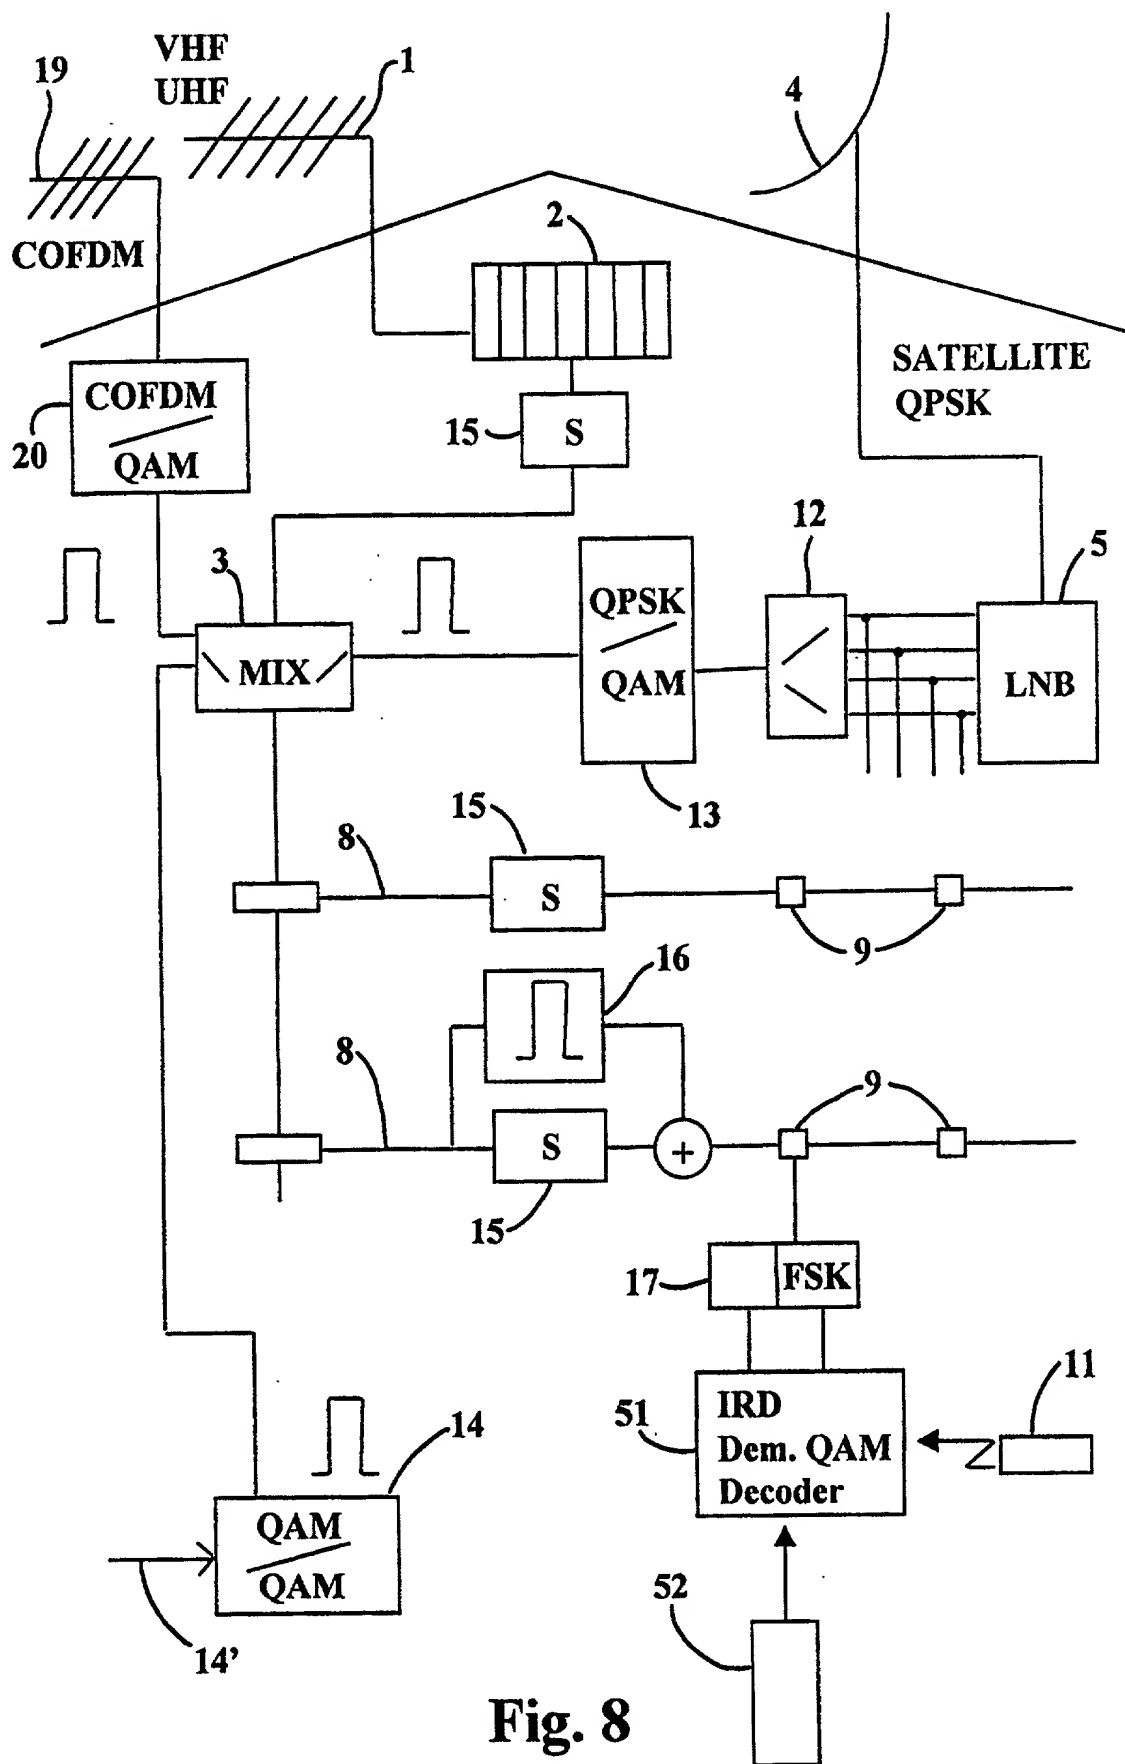 VHF
UHF
19
1
4
COFDM
2
SATELLITE
QPSK
COFDM
QAM
20
15
S
12
5
3
MIX
QPSK
QAM
LNB
13
15
8
S
9
16
8
S
9
15
17
FSK
11
51
IRD
Dem. QAM
Decoder
14
QAM
QAM
52
14’
Fig. 8